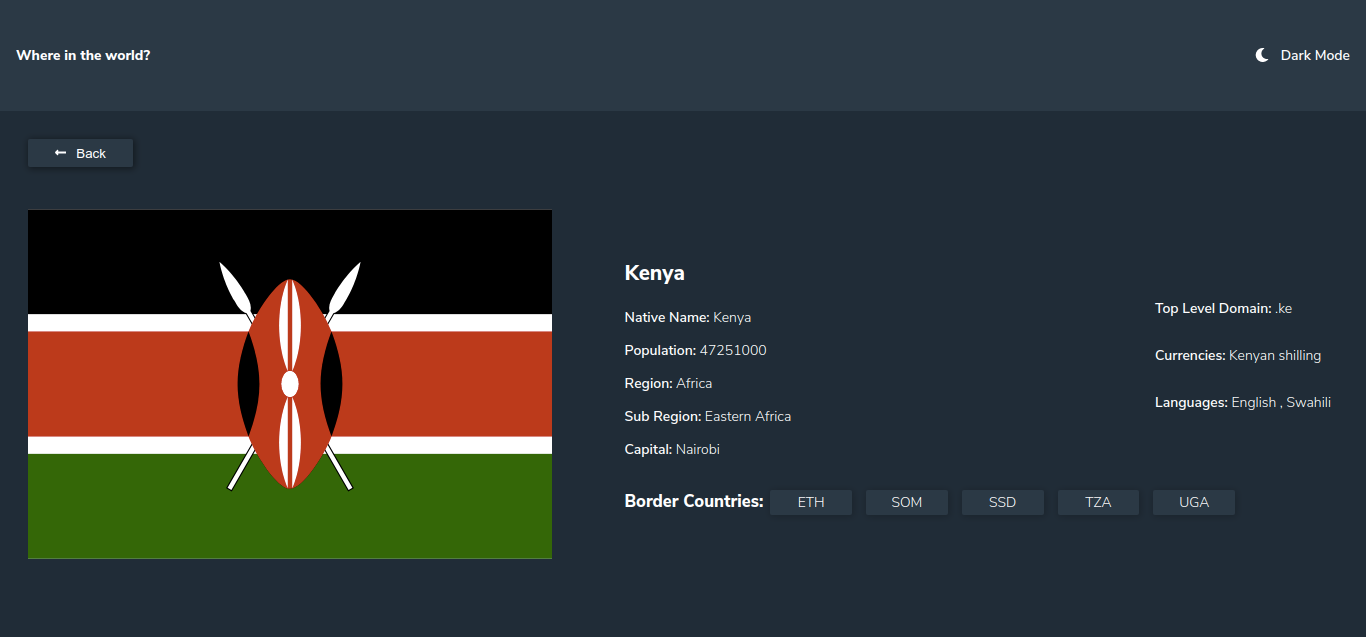 Where in the world?
Dark Mode
Back
Kenya
Native Name: Kenya
Population: 47251000
Region: Africa
Sub Region: Eastern Africa
Capital: Nairobi
Top Level Domain: .ke
Currencies: Kenyan shilling
Languages: English , Swahili
Border Countries: ETH SOM SSD TZA UGA